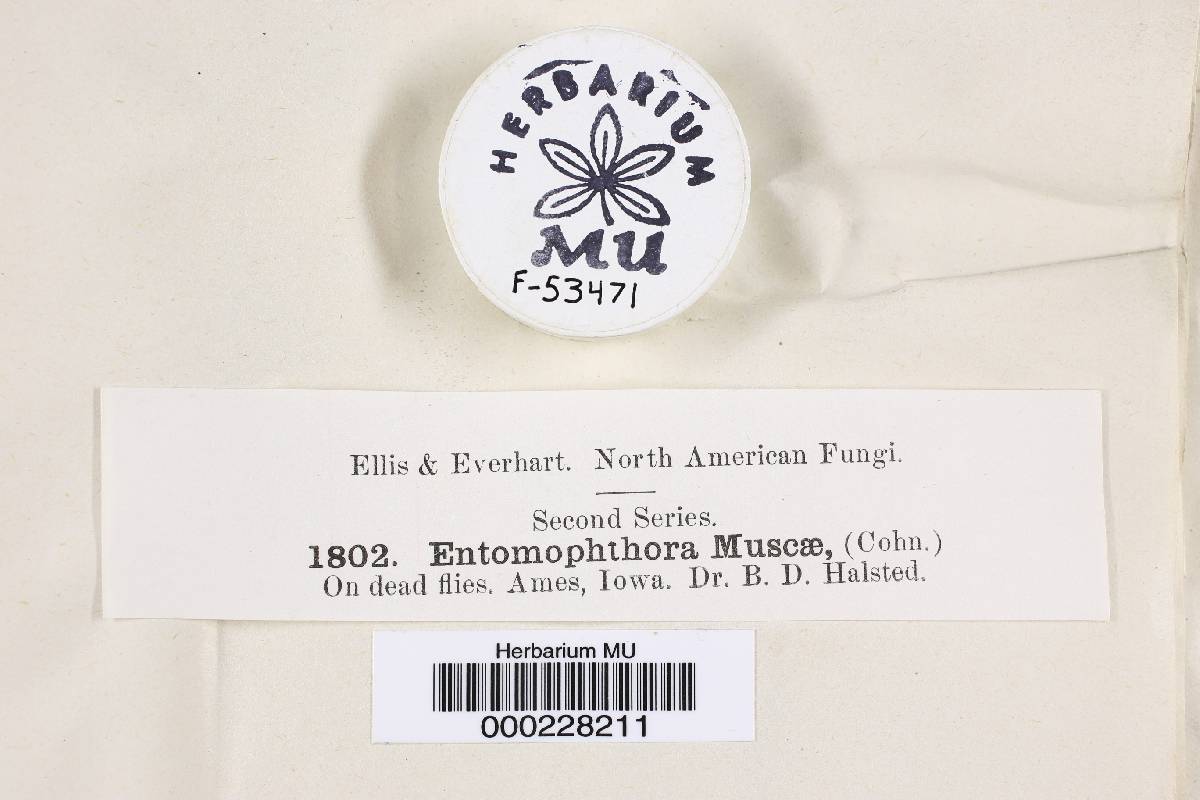 HERBARIUM
MU
F-53471
Ellis & Everhart. North American Fungi.
Second Series.
1802. Entomophthora Muscæ, (Cohn.)
On dead flies. Ames, Iowa. Dr. B. D. Halsted.
Herbarium MU
000228211